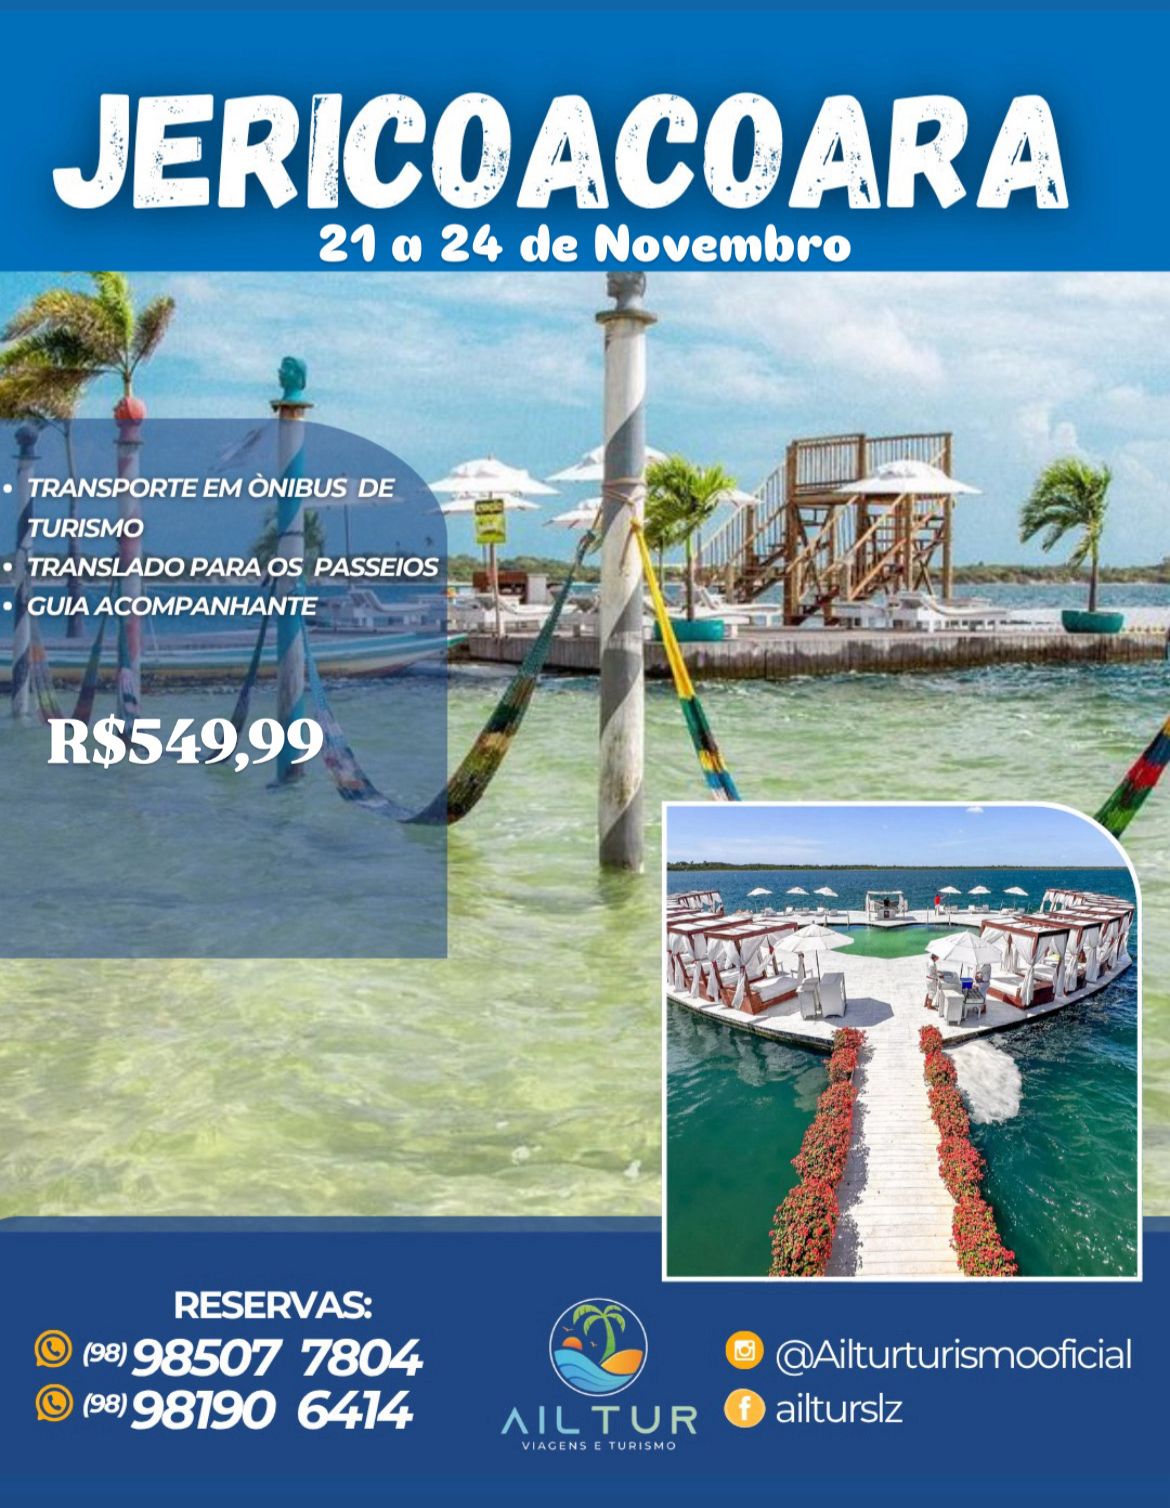 JERICOACOARA
21 a 24 de Novembro
• TRANSPORTE EM ÒNIBUS DE
TURISMO
• TRANSLADO PARA OS PASSEIOS
• GUIA ACOMPANHANTE
R$549,99
RESERVAS:
(98) 98507 7804
(98) 98190 6414
AILTUR
VIAGENS E TURISMO
@Ailturturismooficial
ailturslz